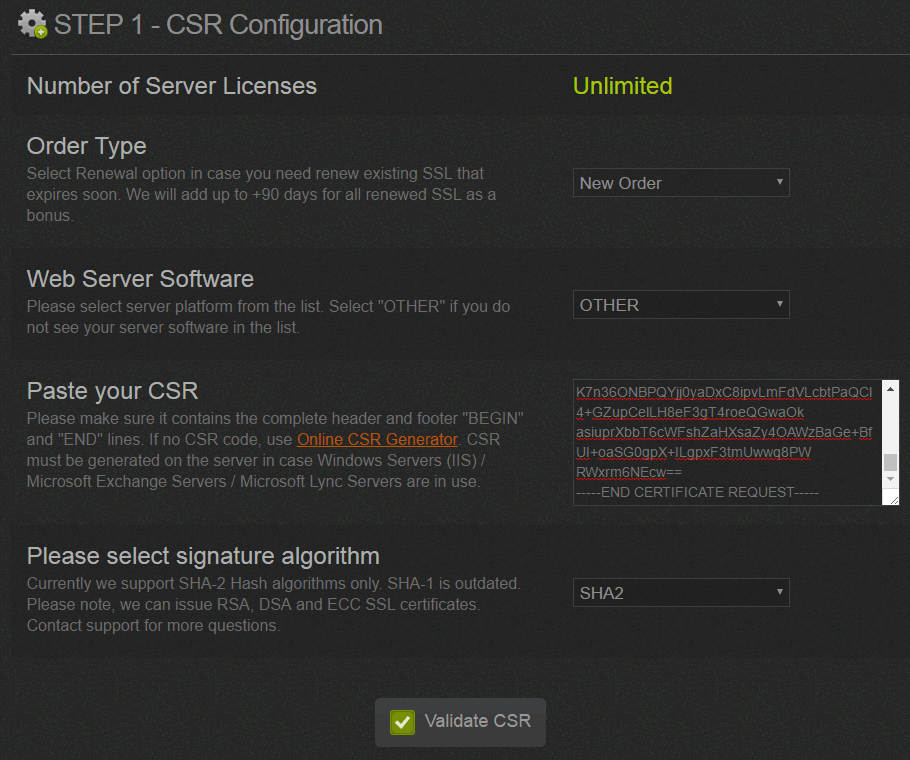 STEP 1 - CSR Configuration
Number of Server Licenses
Unlimited
Order Type
Select Renewal option in case you need renew existing SSL that
expires soon. We will add up to +90 days for all renewed SSL as a
bonus.
New Order
Web Server Software
Please select server platform from the list. Select "OTHER" if you do
not see your server software in the list.
OTHER
Paste your CSR
Please make sure it contains the complete header and footer "BEGIN"
and "END" lines. If no CSR code, use Online CSR Generator. CSR
must be generated on the server in case Windows Servers (IIS) /
Microsoft Exchange Servers / Microsoft Lync Servers are in use.
asiuprXbbT6cWFshZaHXsaZy4OAWzBaGe+Bf
RWxrm6NEcw==
-----END CERTIFICATE REQUEST-----
Please select signature algorithm
Currently we support SHA-2 Hash algorithms only. SHA-1 is outdated.
Please note, we can issue RSA, DSA and ECC SSL certificates.
Contact support for more questions.
SHA2
Validate CSR